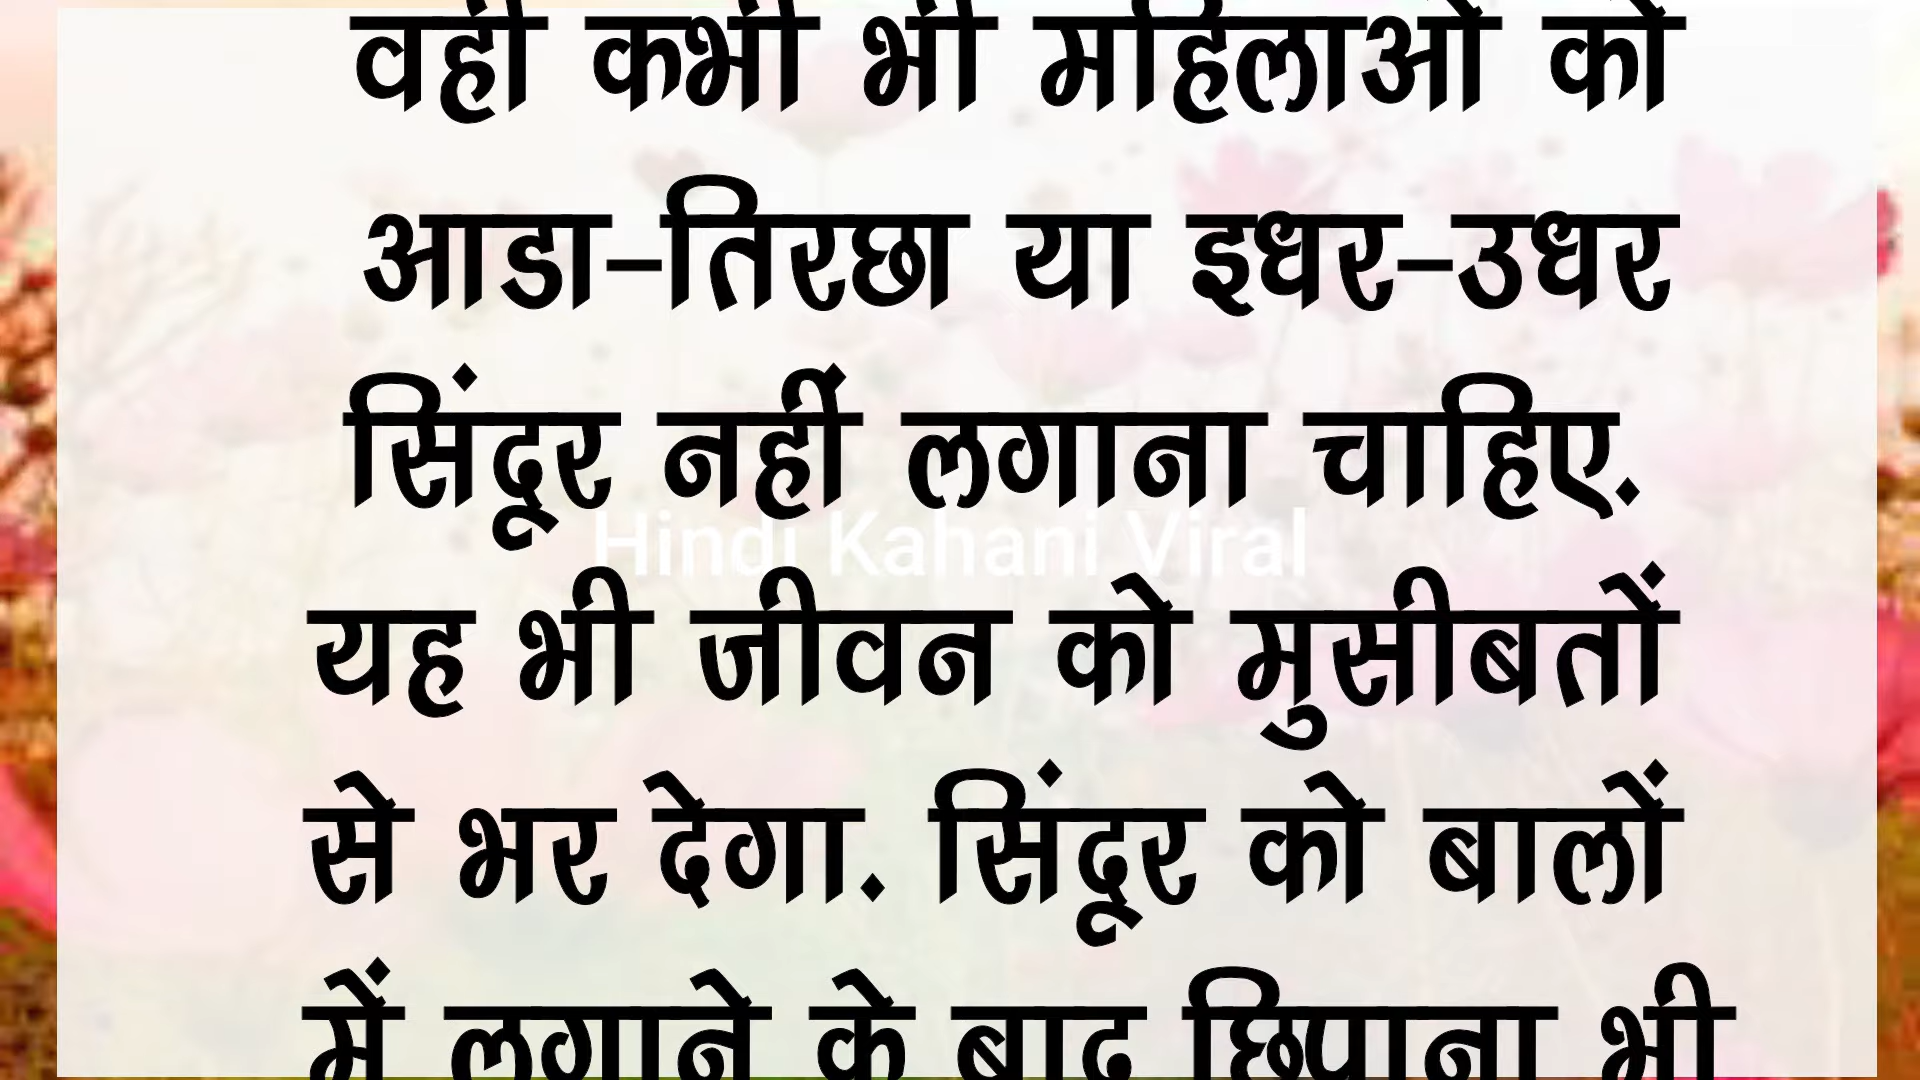 वहीं कभी भी महिलाओं को
आडा-तिरछा या इधर-उधर
सिंदूर नहीं लगाना चाहिए.
Hindi Kahani Viral
यह भी जीवन को मुसीबतों
से भर देगा. सिंदूर को बालों
में लगाने के बाद छिपाना भी